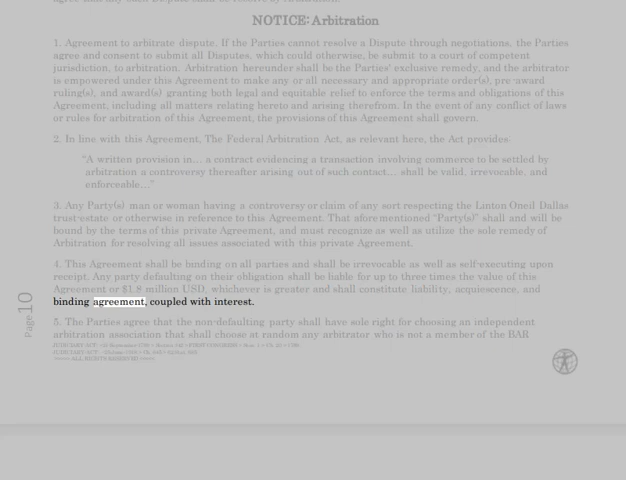 NOTICE: Arbitration
1. Agreement to arbitrate dispute. If the Parties cannot resolve a Dispute through negotiations, the Parties
agree and consent to submit all Disputes, which could otherwise, be submit to a court of competent
jurisdiction, to arbitration. Arbitration under shall be the Parties' exclusive remedy, and the arbitrator
is empowered under this Agreement to make any or all necessary and appropriate order(s), pre-award
ruling(s), and award(s) granting both legal and equitable relief to enforce the terms and obligations of this
Agreement, including all matters relating hereto and arising therefrom. In the event of any conflict of laws
or rules for arbitration of this Agreement, the provisions of this Agreement shall govern.
2. In line with this Agreement, The Federal Arbitration Act, as relevant here, the Act provides:
“A written provision in... a contract evidencing a transaction involving commerce to be settled by
arbitration a controversy thereafter arising out of such contract... shall be valid, irrevocable, and
enforceable...”
3. Any Party(s) man or woman having a controversy or claim of any sort respecting the Linton Oneil Dallas
trust-estate or otherwise in reference to this Agreement. That aforementioned “Party(s)” shall and will be
bound by the terms of this private Agreement, and must recognize as well as utilize the sole remedy of
Arbitration for resolving all issues associated with this private Agreement.
4. This Agreement shall be binding on all parties and shall be irrevocable as well as self-executing upon
receipt. Any party defaulting on their obligation shall be liable for up to three times the value of this
Agreement or $1.8 million USD, whichever is greater and shall constitute liability, acquiescence, and
binding agreement, coupled with interest.
5. The Parties agree that the non-defaulting party shall have sole right for choosing an independent
arbitration association that shall choose at random any arbitrator who is not a member of the BAR
Page 10
ALL RIGHTS RESERVED